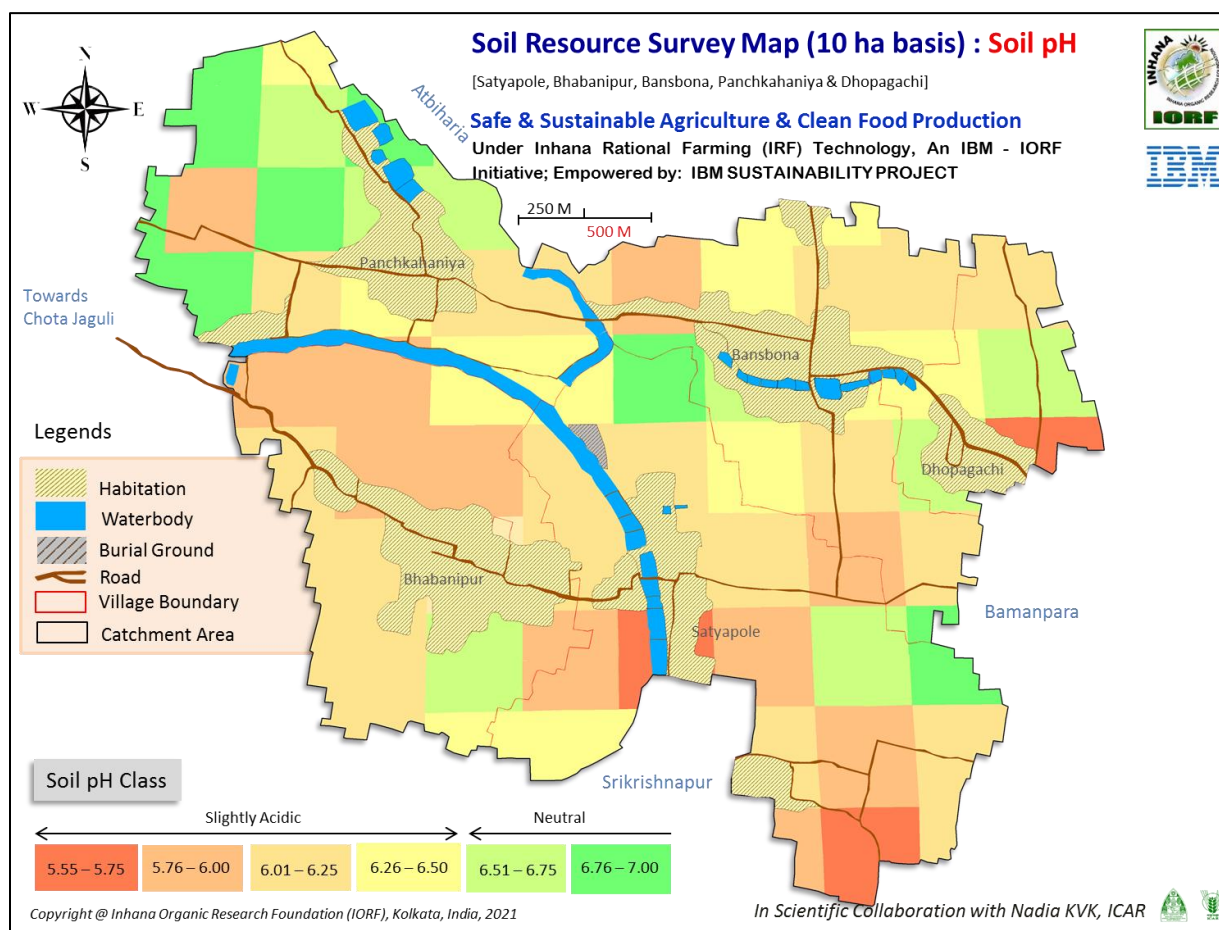 Soil Resource Survey Map (10 ha basis) : Soil pH
[Satyapole, Bhabanipur, Bansbona, Panchkahaniya & Dhopagachi]
Safe & Sustainable Agriculture & Clean Food Production
Under Inhana Rational Farming (IRF) Technology, An IBM - IORF
Initiative; Empowered by: IBM SUSTAINABILITY PROJECT
INHANA
IORF
IBM
N
W
E
S
Atbiharia
250 M
500 M
Panchkahaniya
Towards
Chota Jaguli
Bansbona
Dhopagachi
Bhabanipur
Satyapole
Bamanpara
Srikrishnapur
Legends
Habitation
Waterbody
Burial Ground
Road
Village Boundary
Catchment Area
Soil pH Class
Slightly Acidic
Neutral
5.55 – 5.75
5.76 – 6.00
6.01 – 6.25
6.26 – 6.50
6.51 – 6.75
6.76 – 7.00
Copyright @ Inhana Organic Research Foundation (IORF), Kolkata, India, 2021
In Scientific Collaboration with Nadia KVK, ICAR